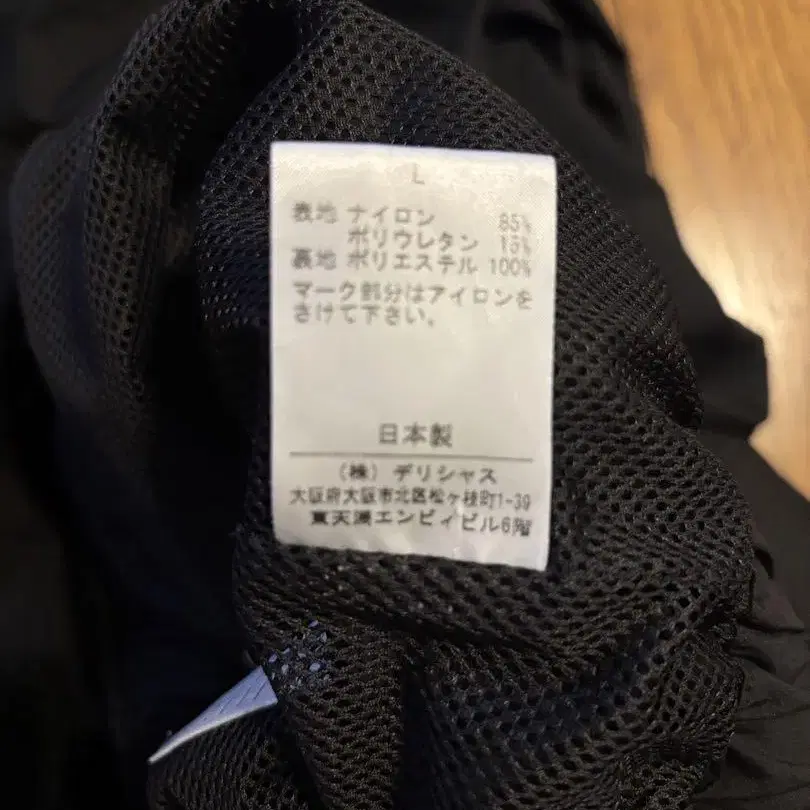 L
表地 ナイロン 85%
ポリウレタン 15%
裏地 ポリエステル 100%
マーク部分はアイロンを
さけて下さい。
日本製
(株) デリシャス
大阪府大阪市北区松ヶ枝町1-39
東天満エンビィビル6階